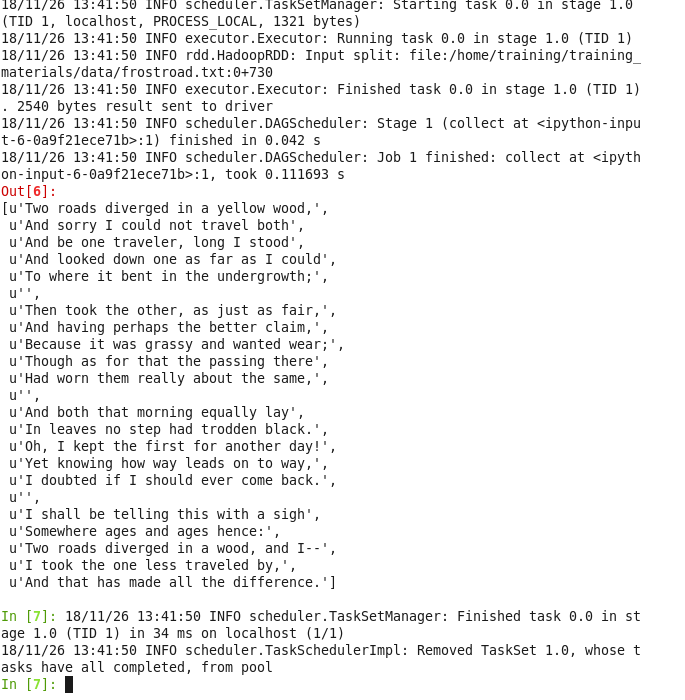 18/11/26 13:41:50 INFO scheduler.TaskSetManager: Starting task 0.0 in stage 1.0
(TID 1, localhost, PROCESS_LOCAL, 1321 bytes)
18/11/26 13:41:50 INFO executor.Executor: Running task 0.0 in stage 1.0 (TID 1)
18/11/26 13:41:50 INFO rdd.HadoopRDD: Input split: file:/home/training/training_
materials/data/frostroad.txt:0+730
18/11/26 13:41:50 INFO executor.Executor: Finished task 0.0 in stage 1.0 (TID 1)
. 2540 bytes result sent to driver
18/11/26 13:41:50 INFO scheduler.DAGScheduler: Stage 1 (collect at <ipython-inpu
t-6-0a9f21ece71b>:1) finished in 0.042 s
18/11/26 13:41:50 INFO scheduler.DAGScheduler: Job 1 finished: collect at <ipyth
on-input-6-0a9f21ece71b>:1, took 0.111693 s
Out[6]:
[u'Two roads diverged in a yellow wood,',
 u'And sorry I could not travel both',
 u'And be one traveler, long I stood',
 u'And looked down one as far as I could',
 u'To where it bent in the undergrowth;',
 u'',
 u'Then took the other, as just as fair,',
 u'And having perhaps the better claim,',
 u'Because it was grassy and wanted wear;',
 u'Though as for that the passing there',
 u'Had worn them really about the same,',
 u'',
 u'And both that morning equally lay',
 u'In leaves no step had trodden black.',
 u'Oh, I kept the first for another day!',
 u'Yet knowing how way leads on to way,',
 u'I doubted if I should ever come back.',
 u'',
 u'I shall be telling this with a sigh',
 u'Somewhere ages and ages hence:',
 u'Two roads diverged in a wood, and I--',
 u'I took the one less traveled by,',
 u'And that has made all the difference.']
In [7]: 18/11/26 13:41:50 INFO scheduler.TaskSetManager: Finished task 0.0 in st
age 1.0 (TID 1) in 34 ms on localhost (1/1)
18/11/26 13:41:50 INFO scheduler.TaskSchedulerImpl: Removed TaskSet 1.0, whose t
asks have all completed, from pool
In [7]: